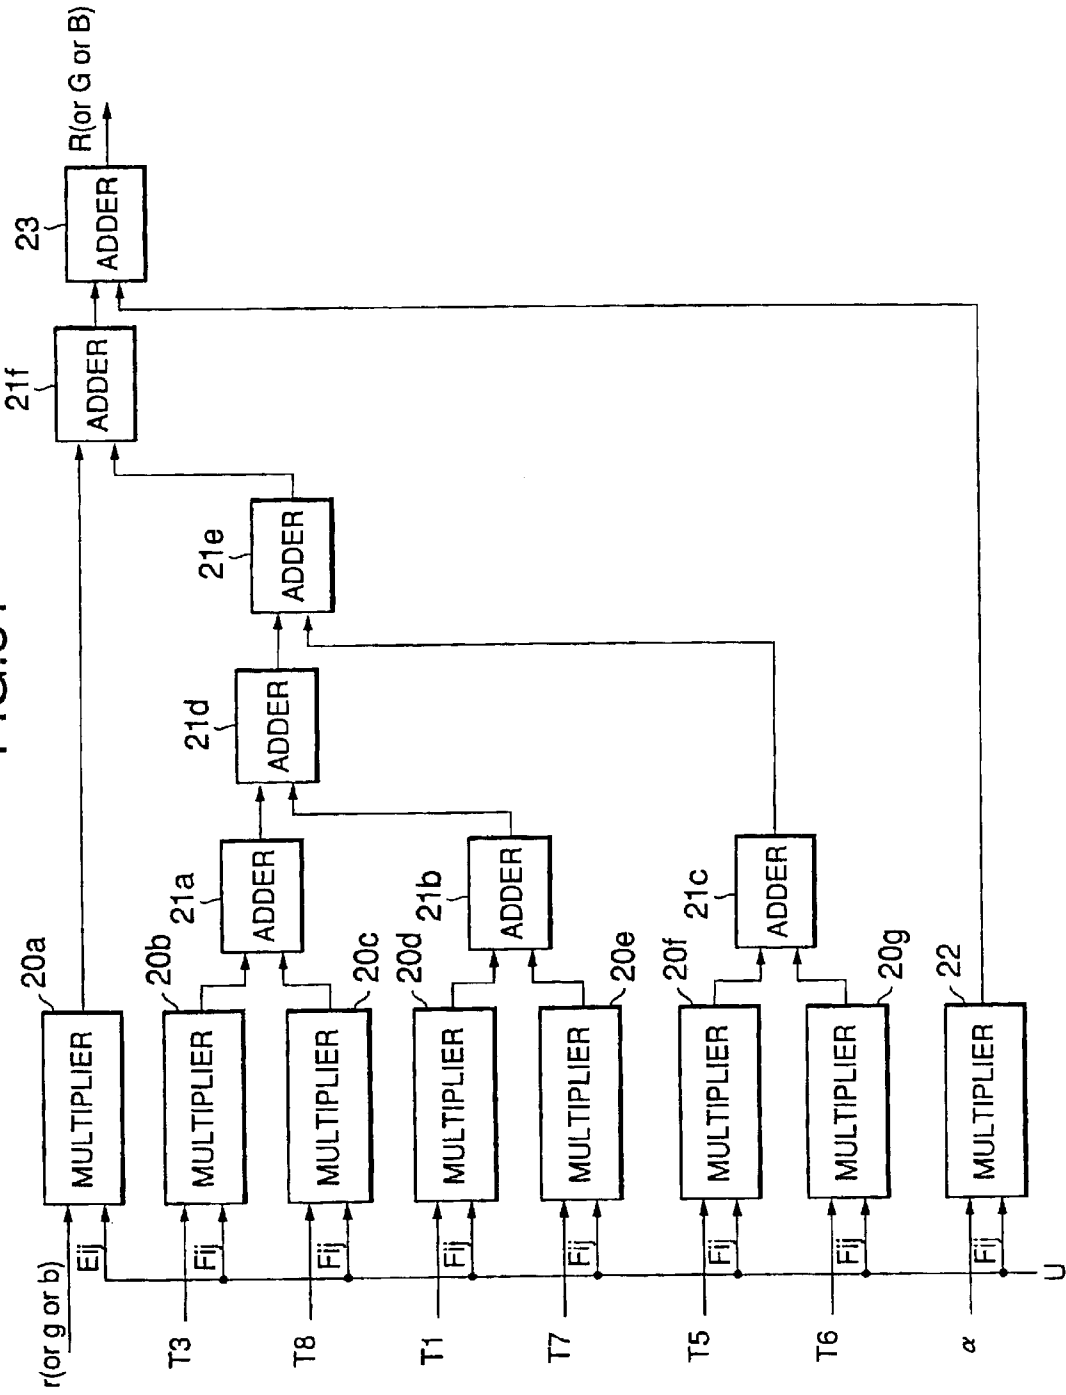 r(or g or b)
Eij
MULTIPLIER
20a
T3
Fij
MULTIPLIER
20b
T8
Fij
MULTIPLIER
20c
T1
Fij
MULTIPLIER
20d
T7
Fij
MULTIPLIER
20e
T5
Fij
MULTIPLIER
20f
T6
Fij
MULTIPLIER
20g
α
Fij
MULTIPLIER
22
U
ADDER
21a
ADDER
21b
ADDER
21c
ADDER
21d
ADDER
21e
ADDER
21f
ADDER
23
R(or G or B)